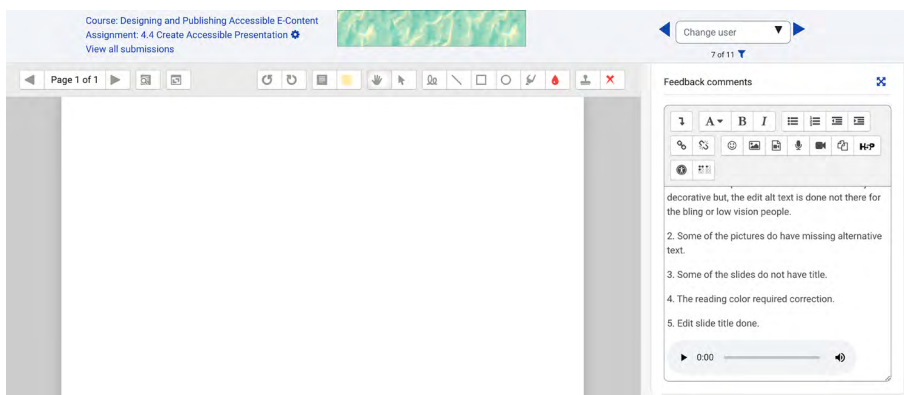 Course: Designing and Publishing Accessible E-Content
Assignment: 4.4 Create Accessible Presentation
View all submissions
Change user
7 of 11
Page 1 of 1
Feedback comments
A
B
I
H-P
decorative but, the edit alt text is done not there for
the bling or low vision people.
2. Some of the pictures do have missing alternative
text.
3. Some of the slides do not have title.
4. The reading color required correction.
5. Edit slide title done.
0:00